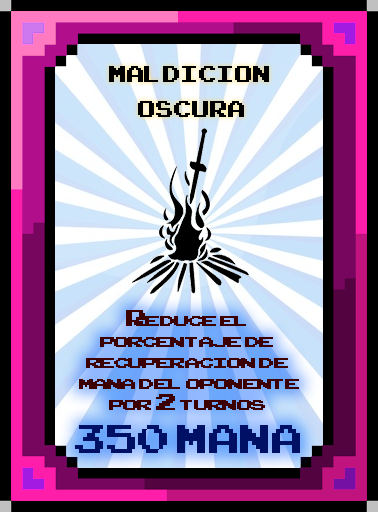 MALDICION
OSCURA
REDUCE EL
PORCENTAJE DE
RECUPERACION DE
MANA DEL OPONENTE
POR 2 TURNOS
350 MANA